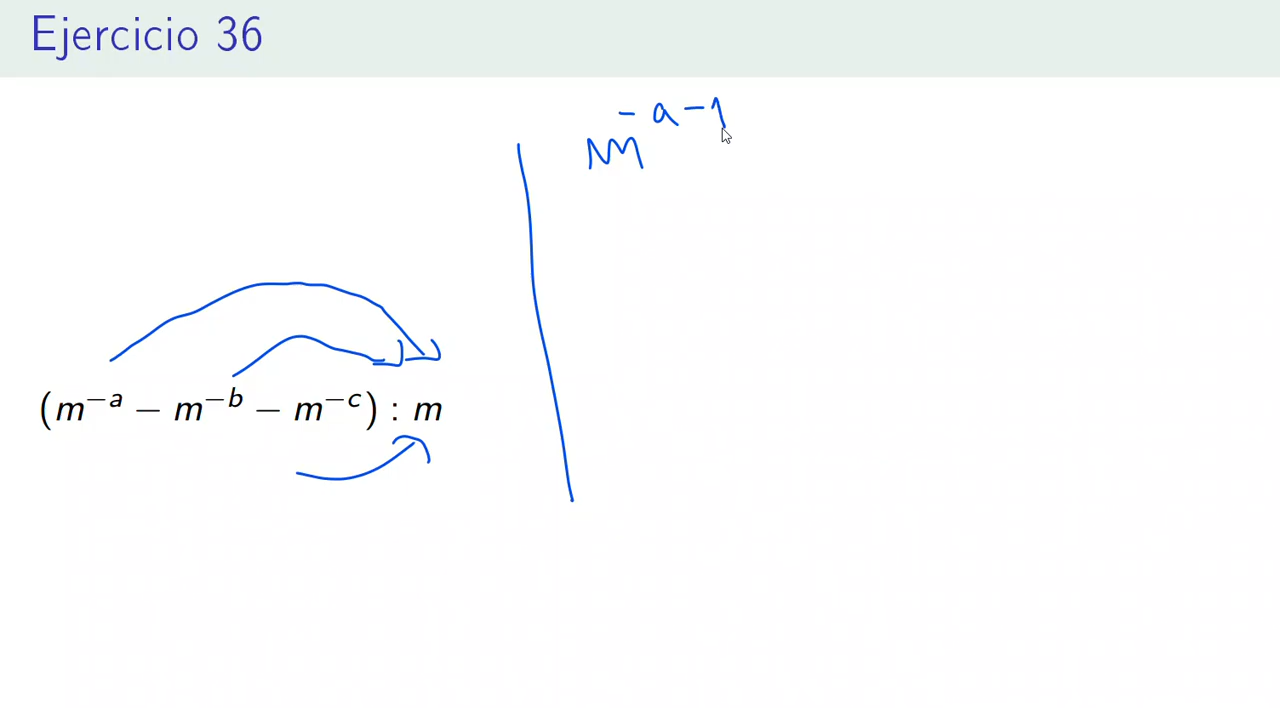 Ejercicio 36
m^{-a-1}
(m^{-a} – m^{-b} – m^{-c}) : m